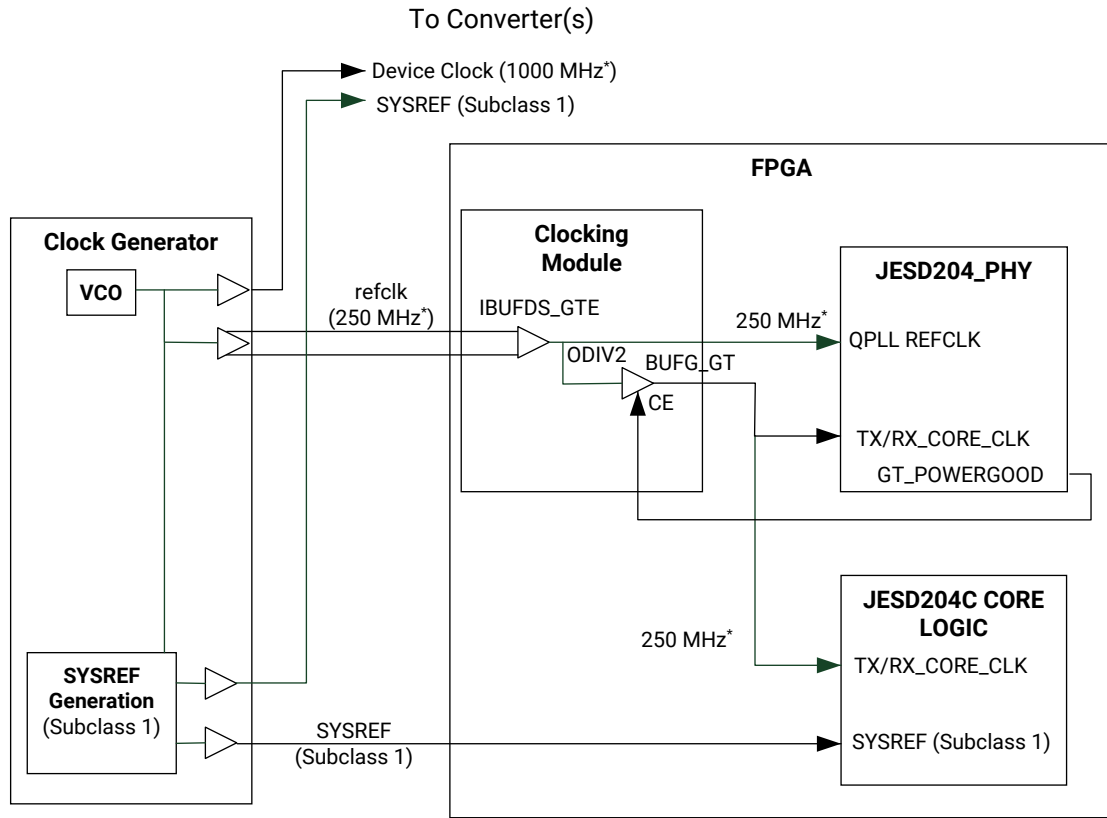 To Converter(s)
Device Clock (1000 MHz*)
SYSREF (Subclass 1)
FPGA
Clock Generator
VCO
refclk
(250 MHz*)
Clocking
Module
IBUFDS_GTE
ODIV2
BUFG_GT
CE
250 MHz*
JESD204_PHY
QPLL REFCLK
TX/RX_CORE_CLK
GT_POWERGOOD
250 MHz*
JESD204C CORE
LOGIC
TX/RX_CORE_CLK
SYSREF (Subclass 1)
SYSREF
Generation
(Subclass 1)
SYSREF
(Subclass 1)